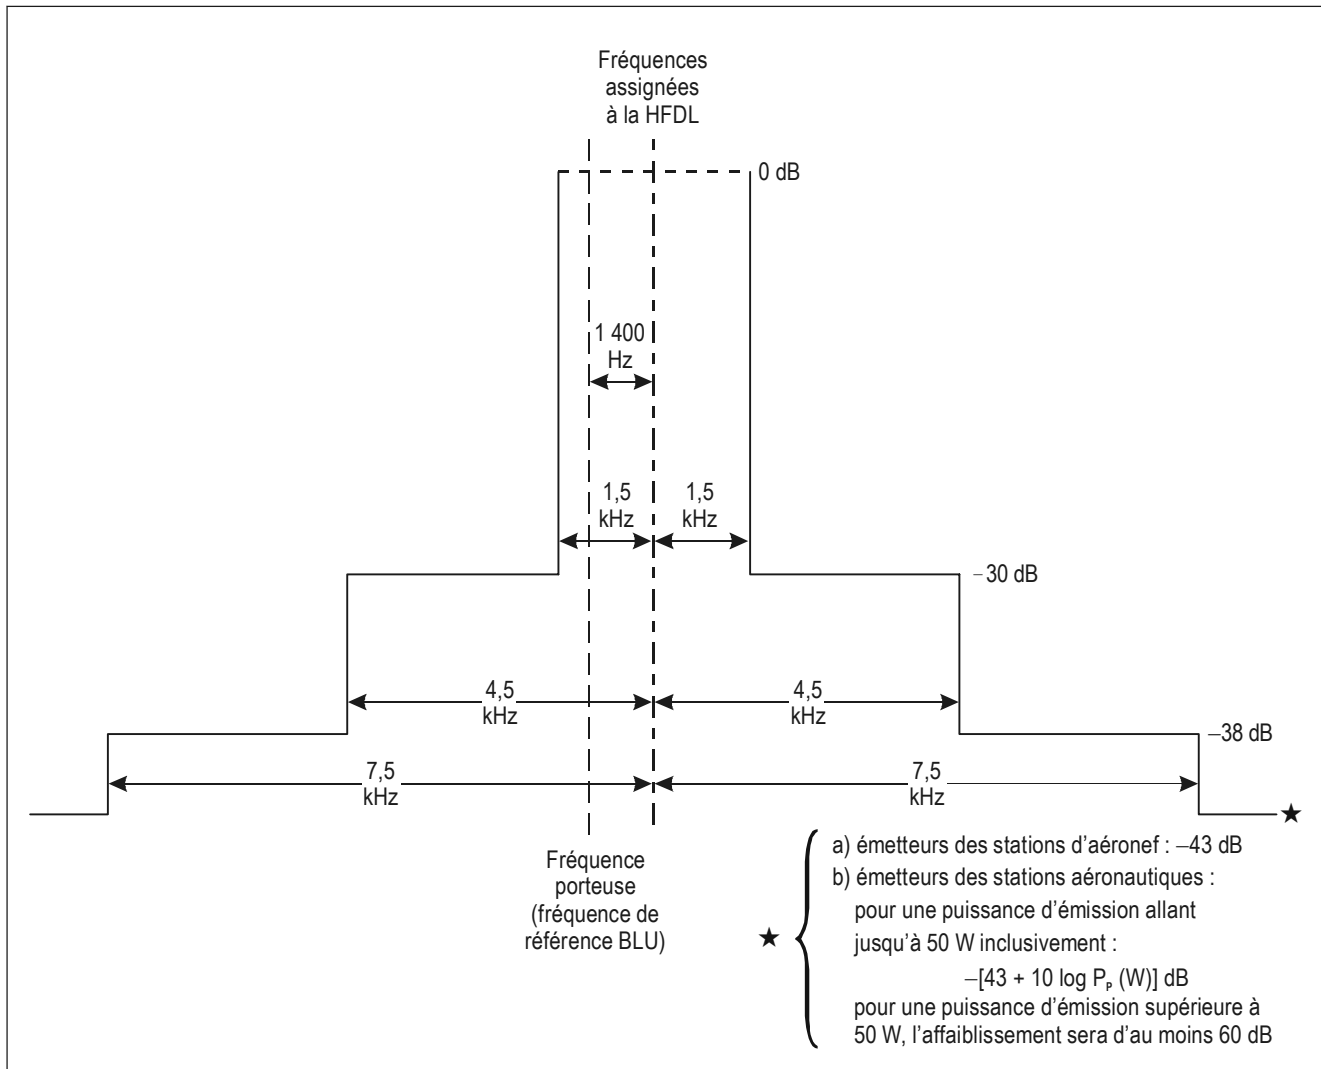 Fréquences
assignées
à la HFDL
0 dB
1 400
Hz
1,5
kHz
1,5
kHz
–30 dB
4,5
kHz
4,5
kHz
–38 dB
7,5
kHz
7,5
kHz
★
Fréquence
porteuse
(fréquence de
référence BLU)
★
a) émetteurs des stations d’aéronef : –43 dB
b) émetteurs des stations aéronautiques :
pour une puissance d’émission allant
jusqu’à 50 W inclusivement :
–[43 + 10 log Pₚ (W)] dB
pour une puissance d’émission supérieure à
50 W, l’affaiblissement sera d’au moins 60 dB